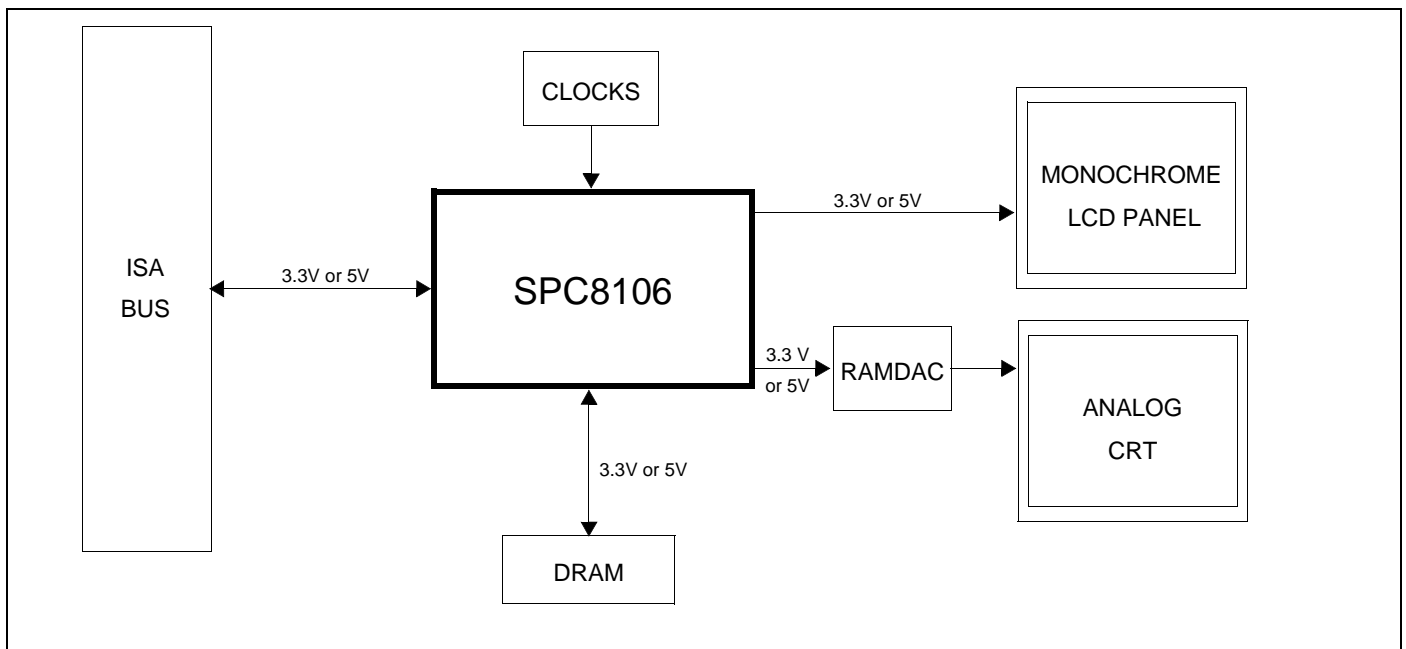 CLOCKS
MONOCHROME
LCD PANEL
3.3V or 5V
ISA
BUS
3.3V or 5V
SPC8106
3.3 V
or 5V
RAMDAC
ANALOG
CRT
3.3V or 5V
DRAM